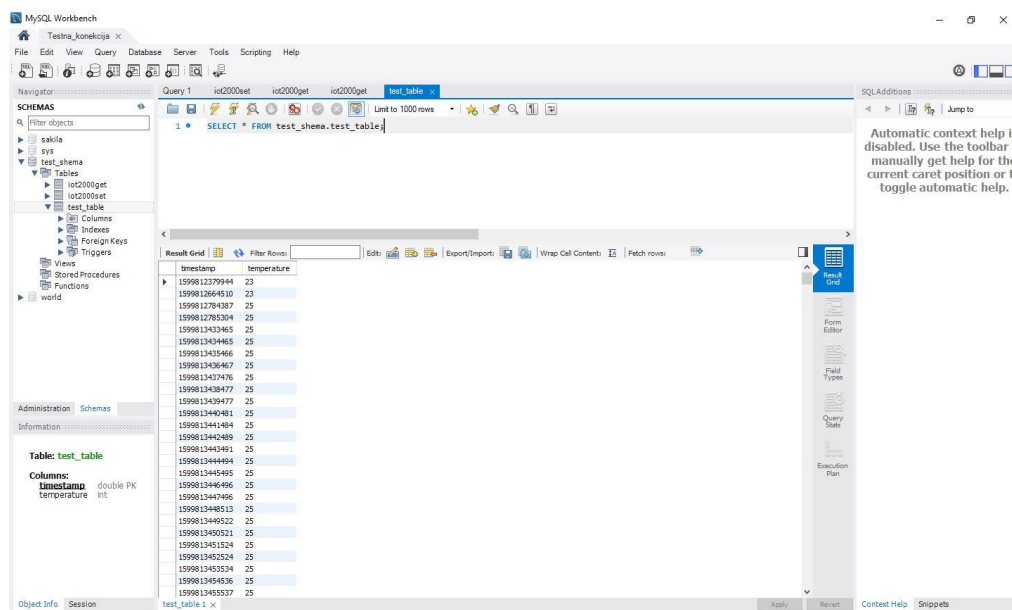 MySQL Workbench
Testna_konekcija ×
File Edit View Query Database Server Tools Scripting Help
Navigator
SCHEMAS
Filter objects
sakila
sys
test_shema
Tables
iot2000get
iot2000set
test_table
Columns
Indexes
Foreign Keys
Triggers
Views
Stored Procedures
Functions
world
Administration Schemas
Information
Table: test_table
Columns:
timestamp double PK
temperature int
Object Info Session
Query 1 iot2000set iot2000get iot2000get test_table ×
Limit to 1000 rows
1 SELECT * FROM test_shema.test_table;
Result Grid Filter Rows: Edit: Export/Import: Wrap Cell Content: Fetch rows:
timestamp temperature
1599812379944 23
1599812664510 23
1599812784387 25
1599812785304 25
1599813433465 25
1599813434465 25
1599813435466 25
1599813436467 25
1599813437476 25
1599813438477 25
1599813439477 25
1599813440481 25
1599813441484 25
1599813442489 25
1599813443491 25
1599813444494 25
1599813445495 25
1599813446496 25
1599813447496 25
1599813448513 25
1599813449522 25
1599813450521 25
1599813451524 25
1599813452524 25
1599813453534 25
1599813454536 25
1599813455537 25
test_table 1 ×
Apply Revert
Result
Grid
Form
Editor
Field
Types
Query
Stats
Execution
Plan
SQLAdditions
Jump to
Automatic context help i
disabled. Use the toolbar
manually get help for the
current caret position or t
toggle automatic help.
Context Help Snippets